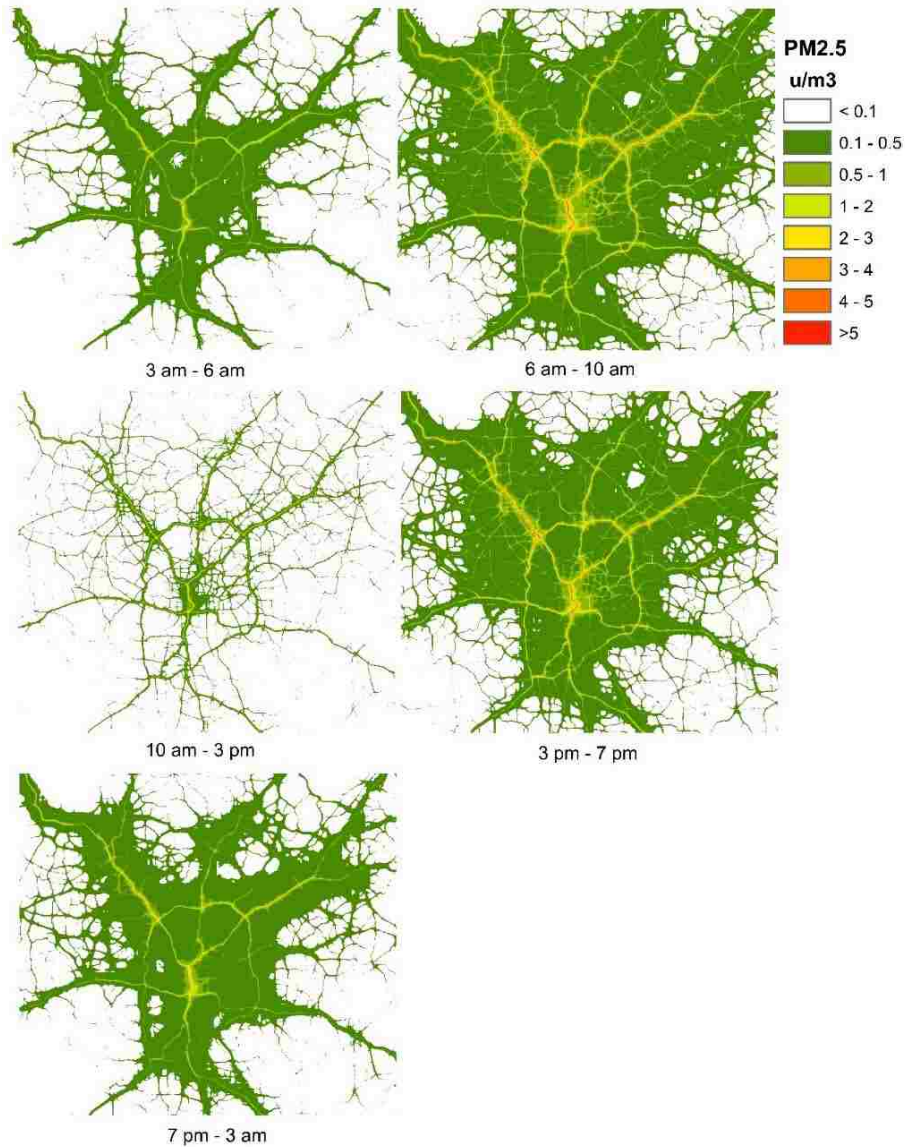 PM2.5
u/m3
< 0.1
0.1 - 0.5
0.5 - 1
1 - 2
2 - 3
3 - 4
4 - 5
>5
3 am - 6 am
6 am - 10 am
10 am - 3 pm
3 pm - 7 pm
7 pm - 3 am